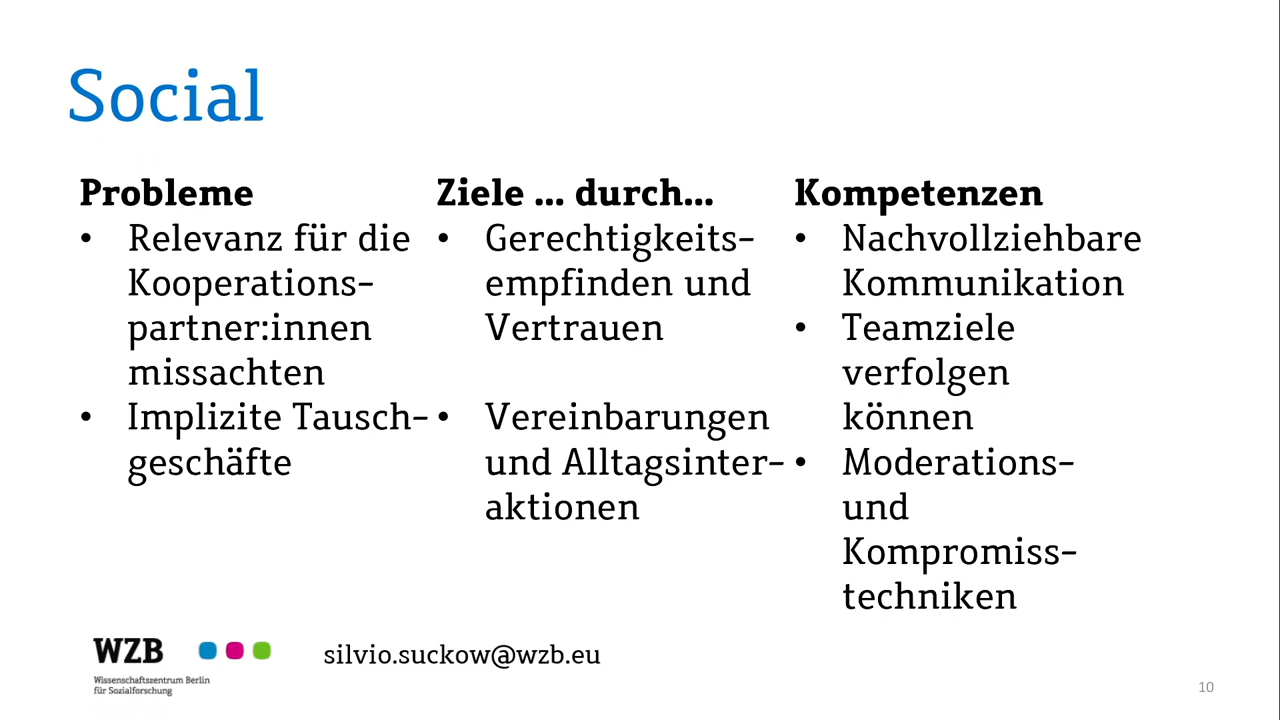 Social
Probleme
• Relevanz für die
Kooperations-
partner:innen
missachten
• Implizite Tausch-
geschäfte
Ziele ... durch...
• Gerechtigkeits-
empfinden und
Vertrauen
• Vereinbarungen
und Alltagsinter-
aktionen
Kompetenzen
• Nachvollziehbare
Kommunikation
• Teamziele
verfolgen
können
• Moderations-
und
Kompromiss-
techniken
WZB
Wissenschaftszentrum Berlin
für Sozialforschung
silvio.suckow@wzb.eu
10